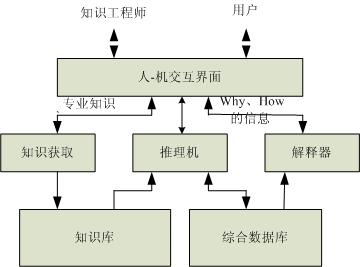 知识工程师
用户
人-机交互界面
专业知识
Why、How
的信息
知识获取
推理机
解释器
知识库
综合数据库